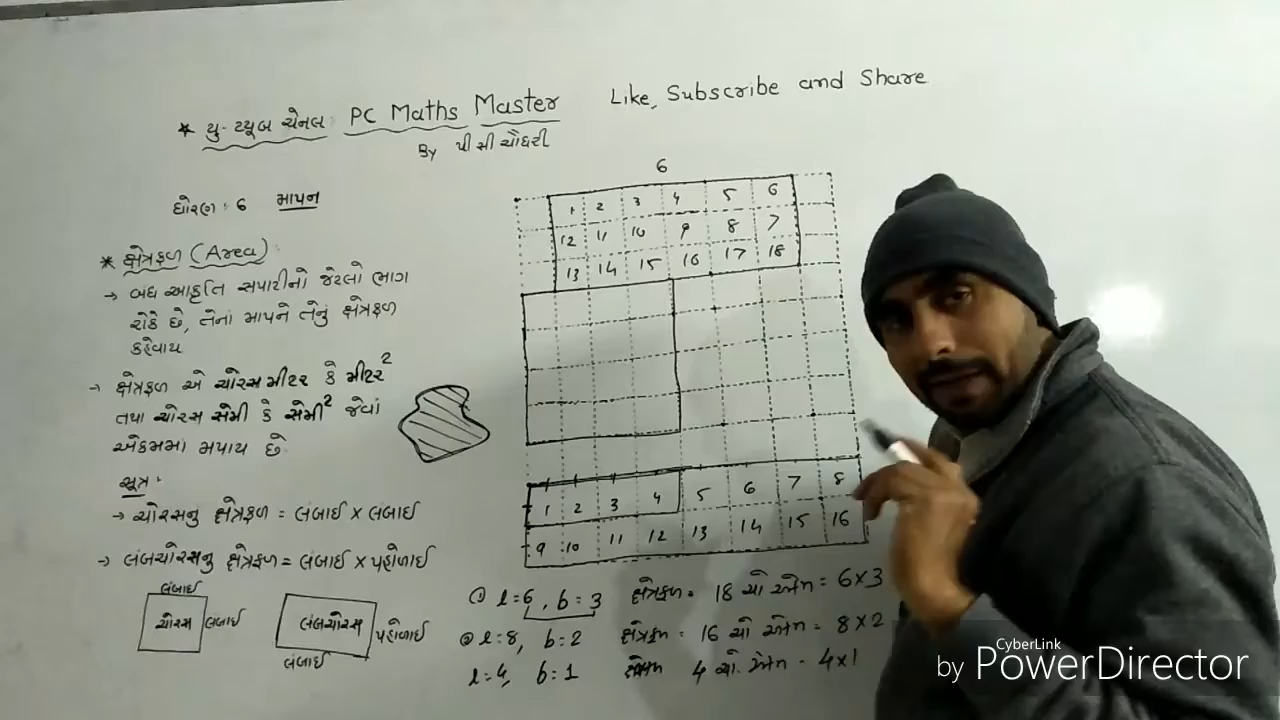 * યુ-ટ્યૂબ ચેનલ PC Maths Master Like, Subscribe and Share
By પી સી ચૌધરી
ધોરણ : 6 માપન
* ક્ષેત્રફળ (Area)
→ બંધ આકૃતિ સપાટીનો જેટલો ભાગ
રોકે છે, તેનાં માપને તેનું ક્ષેત્રફળ
કહેવાય
→ ક્ષેત્રફળ એ ચોરસ મીટર કે મીટર²
તથા ચોરસ સેમી કે સેમી² જેવાં
એકમમાં મપાય છે
સૂત્ર :
→ ચોરસનુ ક્ષેત્રફળ = લંબાઈ × લંબાઈ
→ લંબચોરસનુ ક્ષેત્રફળ = લંબાઈ × પહોળાઈ
લંબાઈ
ચોરસ લંબાઈ
લંબચોરસ પહોળાઈ
લંબાઈ
6
1 2 3 4 5 6
12 11 10 9 8 7
13 14 15 16 17 18
1 2 3 4 5 6 7 8
9 10 11 12 13 14 15 16
① l=6, b=3 ક્ષેત્રફળ = 18 ચો એકમ = 6×3
② l=8, b=2 ક્ષેત્રફળ = 16 ચો એકમ = 8×2
l=4, b=1 4 ચો. એકમ = 4×1
CyberLink
by PowerDirector